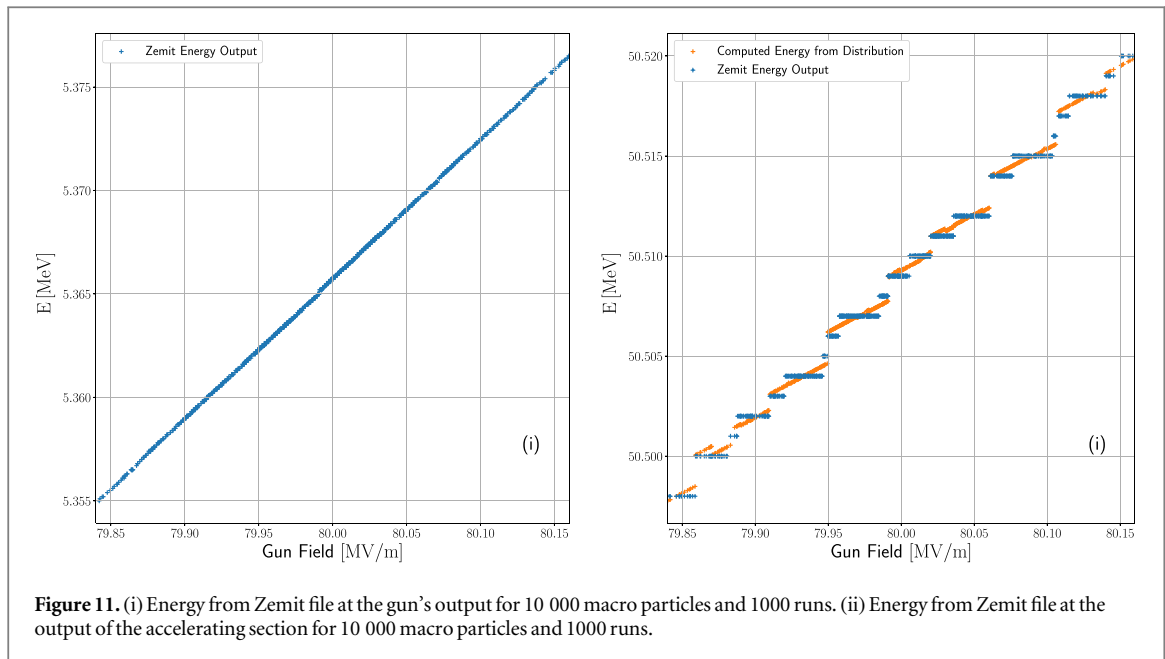 Zemit Energy Output
5.375
5.370
5.365
5.360
5.355
E [MeV]
79.85 79.90 79.95 80.00 80.05 80.10 80.15
Gun Field [MV/m]
(i)
Computed Energy from Distribution
Zemit Energy Output
50.520
50.515
50.510
50.505
50.500
E [MeV]
79.85 79.90 79.95 80.00 80.05 80.10 80.15
Gun Field [MV/m]
(i)
Figure 11. (i) Energy from Zemit file at the gun's output for 10 000 macro particles and 1000 runs. (ii) Energy from Zemit file at the
output of the accelerating section for 10 000 macro particles and 1000 runs.